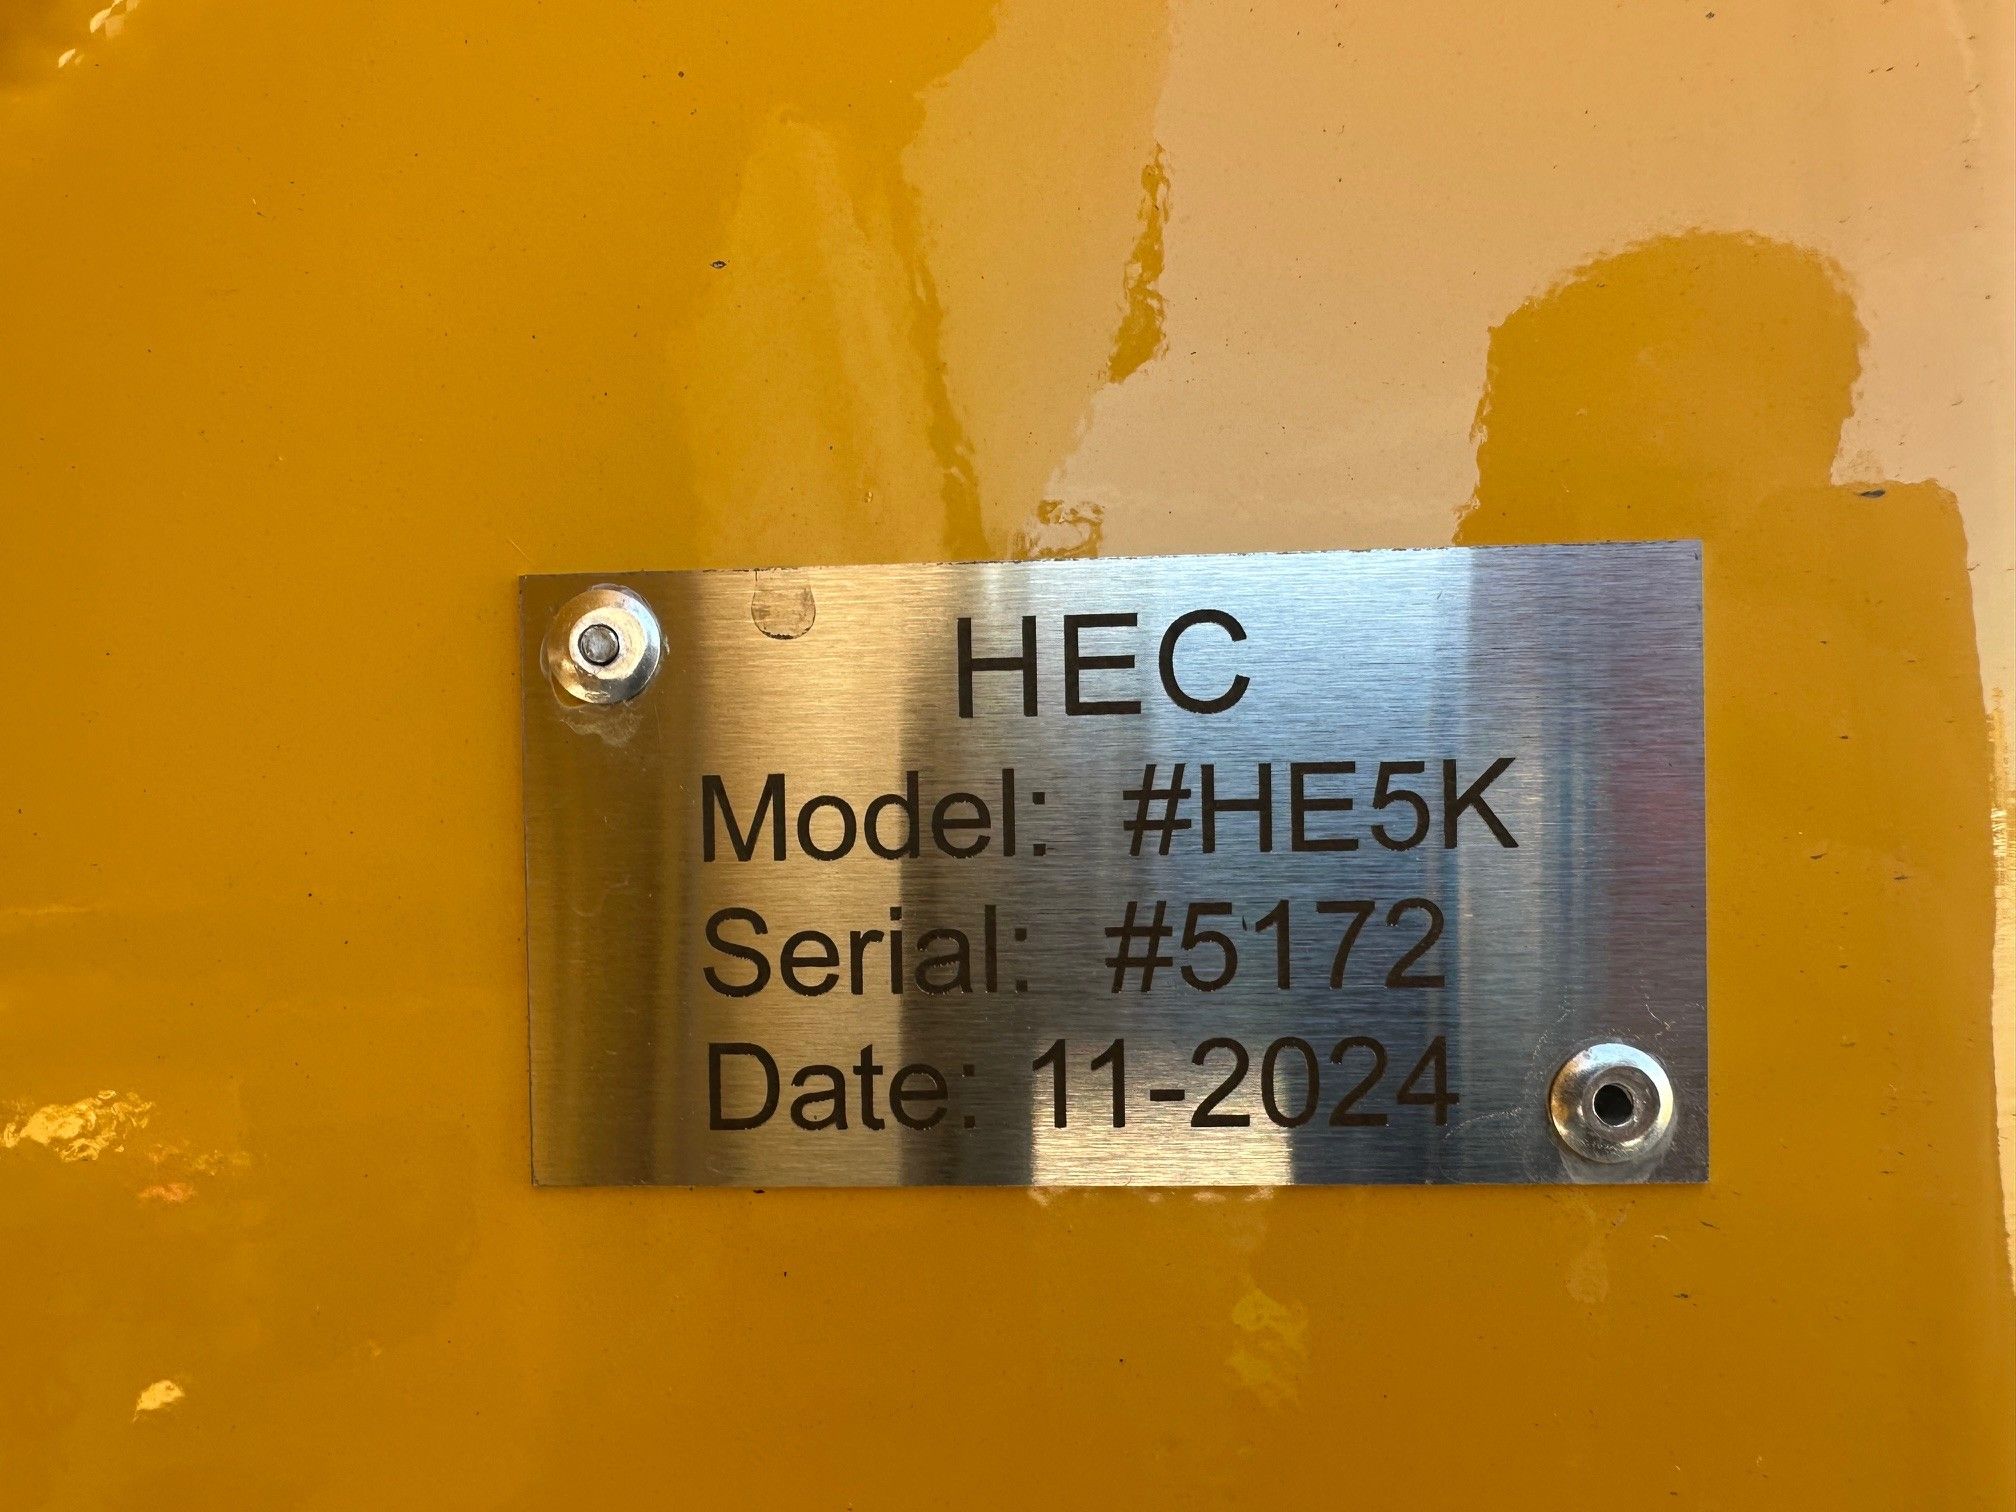 HEC
Model: #HE5K
Serial: #5172
Date: 11-2024